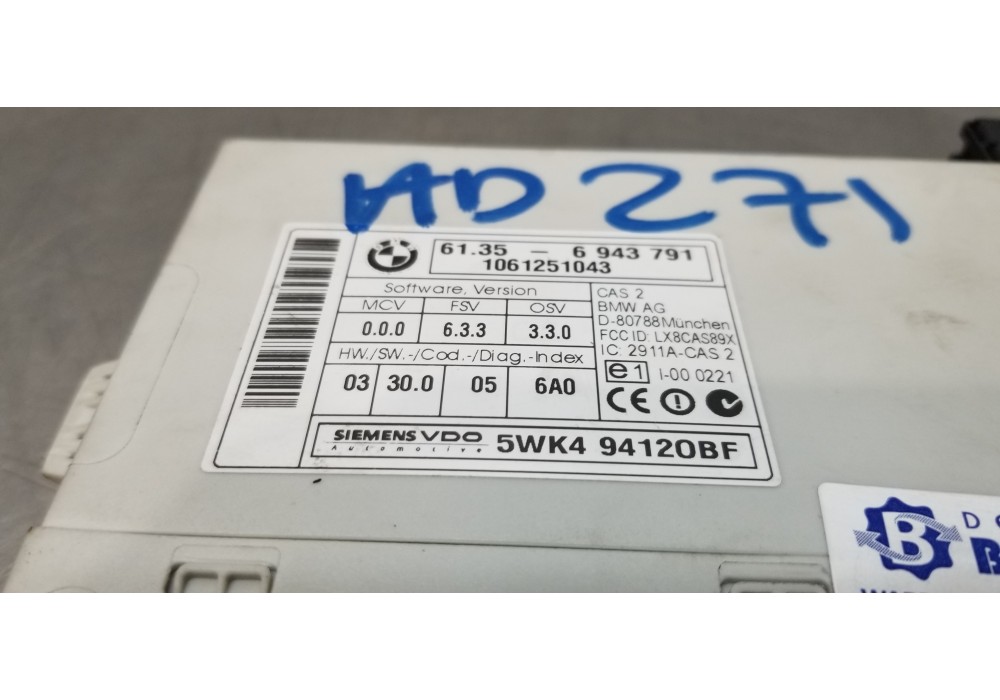 AD 271
61.35 - 6 943 791
1061251043
Software, Version
MCV FSV OSV
0.0.0 6.3.3 3.3.0
HW./SW.-/Cod.-/Diag.-Index
03 30.0 05 6A0
CAS 2
BMW AG
D-80788 München
FCC ID: LX8CAS89X
IC: 2911A-CAS 2
e1 I-00 0221
CE
SIEMENS VDO
Automotive
5WK4 94120BF
B